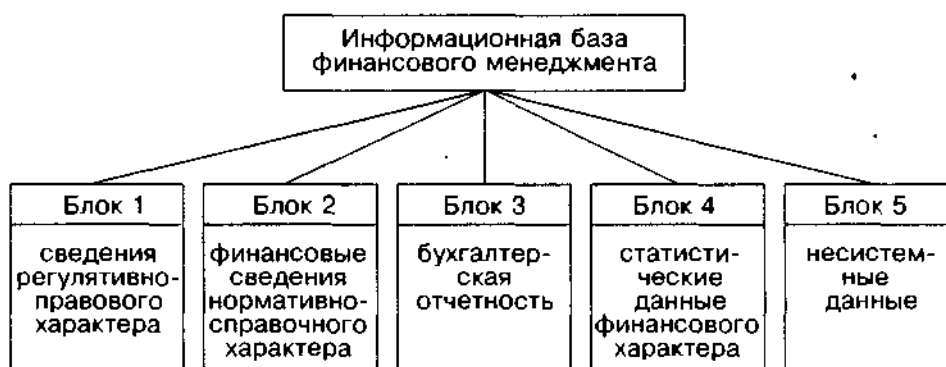 Информационная база
финансового менеджмента
Блок 1
сведения
регулятивно-
правового
характера
Блок 2
финансовые
сведения
нормативно-
справочного
характера
Блок 3
бухгалтер-
ская
отчетность
Блок 4
статисти-
ческие
данные
финансового
характера
Блок 5
несистем-
ные
данные